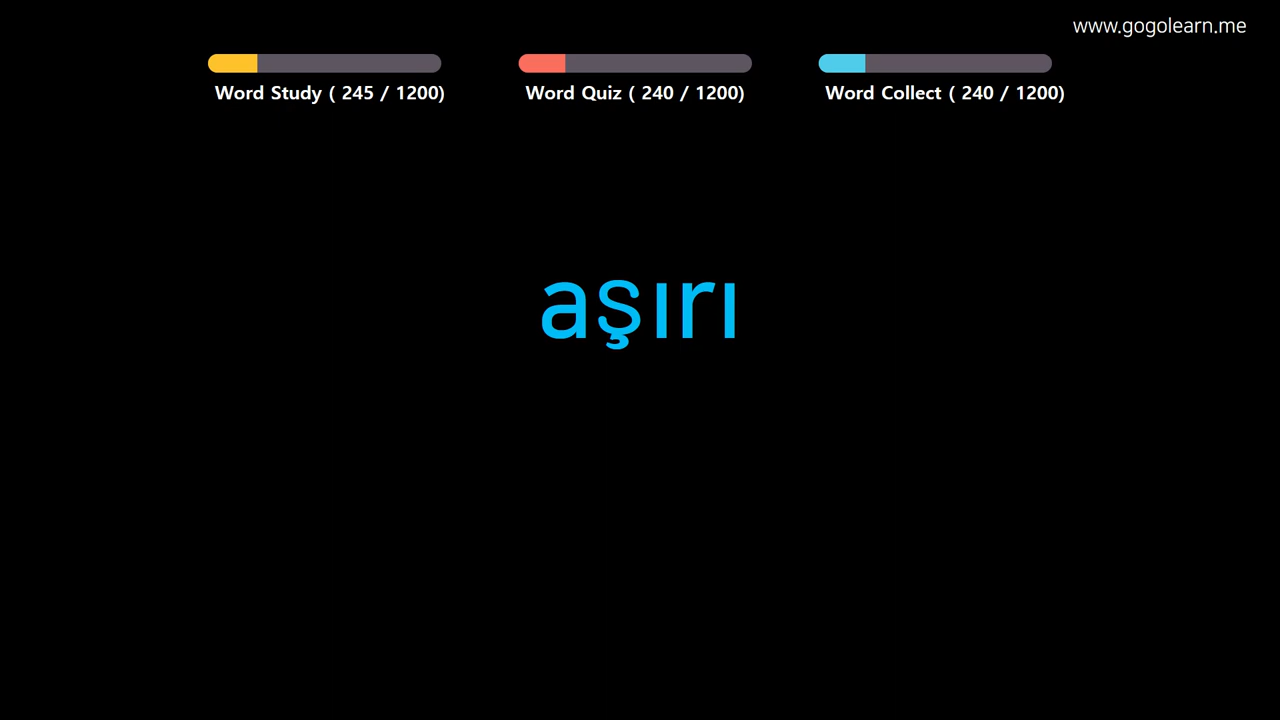 www.gogolearn.me
Word Study ( 245 / 1200)
Word Quiz ( 240 / 1200)
Word Collect ( 240 / 1200)
aşırı